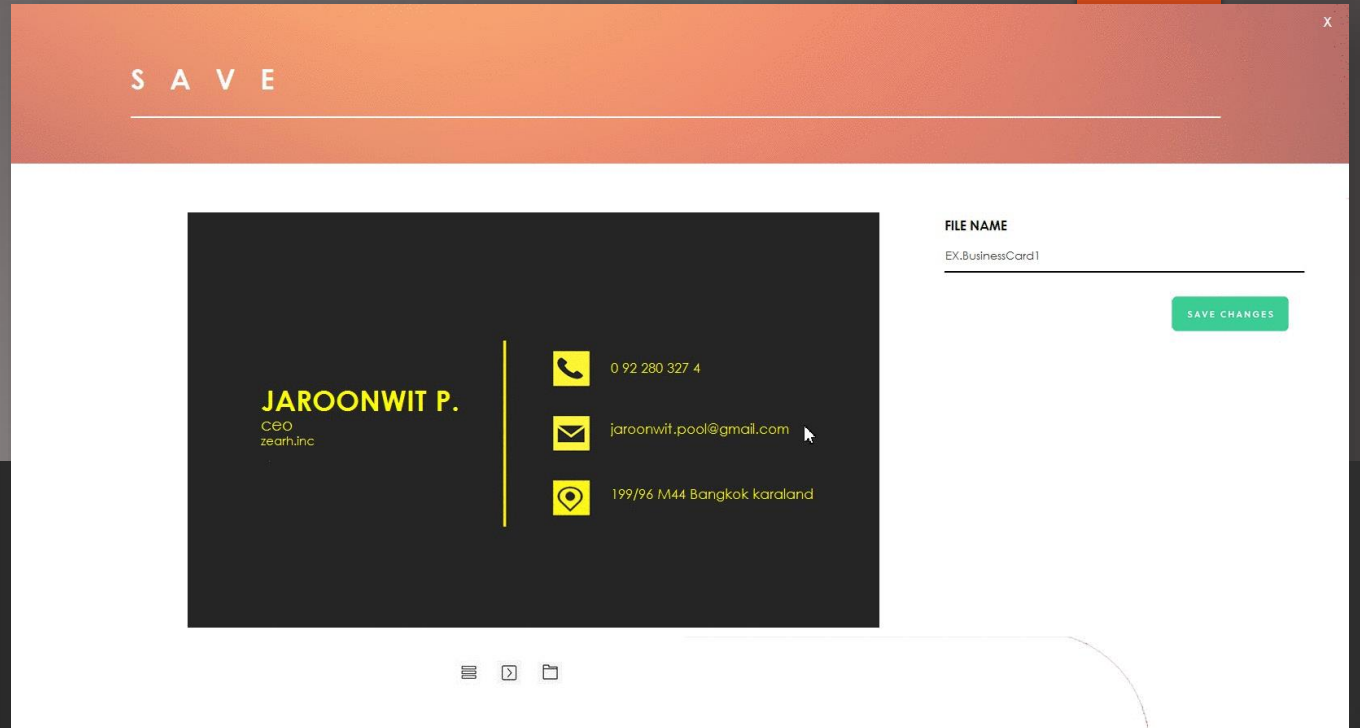 X
S A V E
FILE NAME
EX.BusinessCard1
SAVE CHANGES
JAROONWIT P.
ceo
zearh.inc
0 92 280 327 4
jaroonwit.pool@gmail.com
199/96 M44 Bangkok karaland